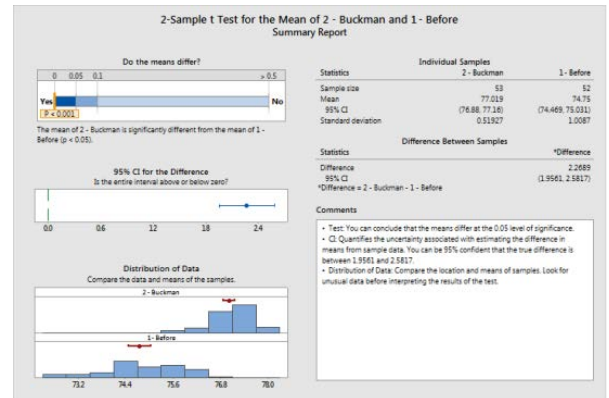 2-Sample t Test for the Mean of 2 - Buckman and 1 - Before
Summary Report
Do the means differ?
0 0.05 0.1 > 0.5
Yes No
P < 0.001
The mean of 2 - Buckman is significantly different from the mean of 1 -
Before (p < 0.05).
95% CI for the Difference
Is the entire interval above or below zero?
0.0 0.6 1.2 1.8 2.4
Distribution of Data
Compare the data and means of the samples.
2 - Buckman
1 - Before
73.2 74.4 75.6 76.8 78.0
Individual Samples
Statistics 2 - Buckman 1 - Before
Sample size 53 52
Mean 77.019 74.75
95% CI (76.88, 77.16) (74.469, 75.031)
Standard deviation 0.51927 1.0087
Difference Between Samples
Statistics *Difference
Difference 2.2689
95% CI (1.9561, 2.5817)
*Difference = 2 - Buckman - 1 - Before
Comments
• Test: You can conclude that the means differ at the 0.05 level of significance.
• CI: Quantifies the uncertainty associated with estimating the difference in
means from sample data. You can be 95% confident that the true difference is
between 1.9561 and 2.5817.
• Distribution of Data: Compare the location and means of samples. Look for
unusual data before interpreting the results of the test.